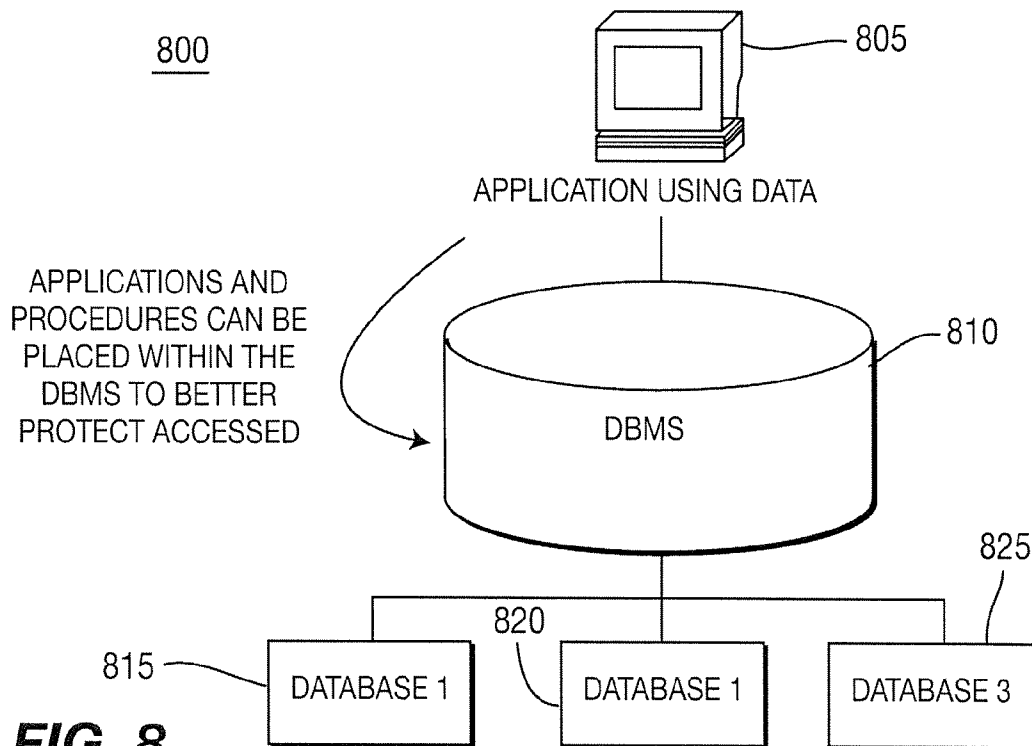 800
805
APPLICATION USING DATA
APPLICATIONS AND
PROCEDURES CAN BE
PLACED WITHIN THE
DBMS TO BETTER
PROTECT ACCESSED
810
DBMS
815
DATABASE 1
820
DATABASE 1
825
DATABASE 3
FIG. 8